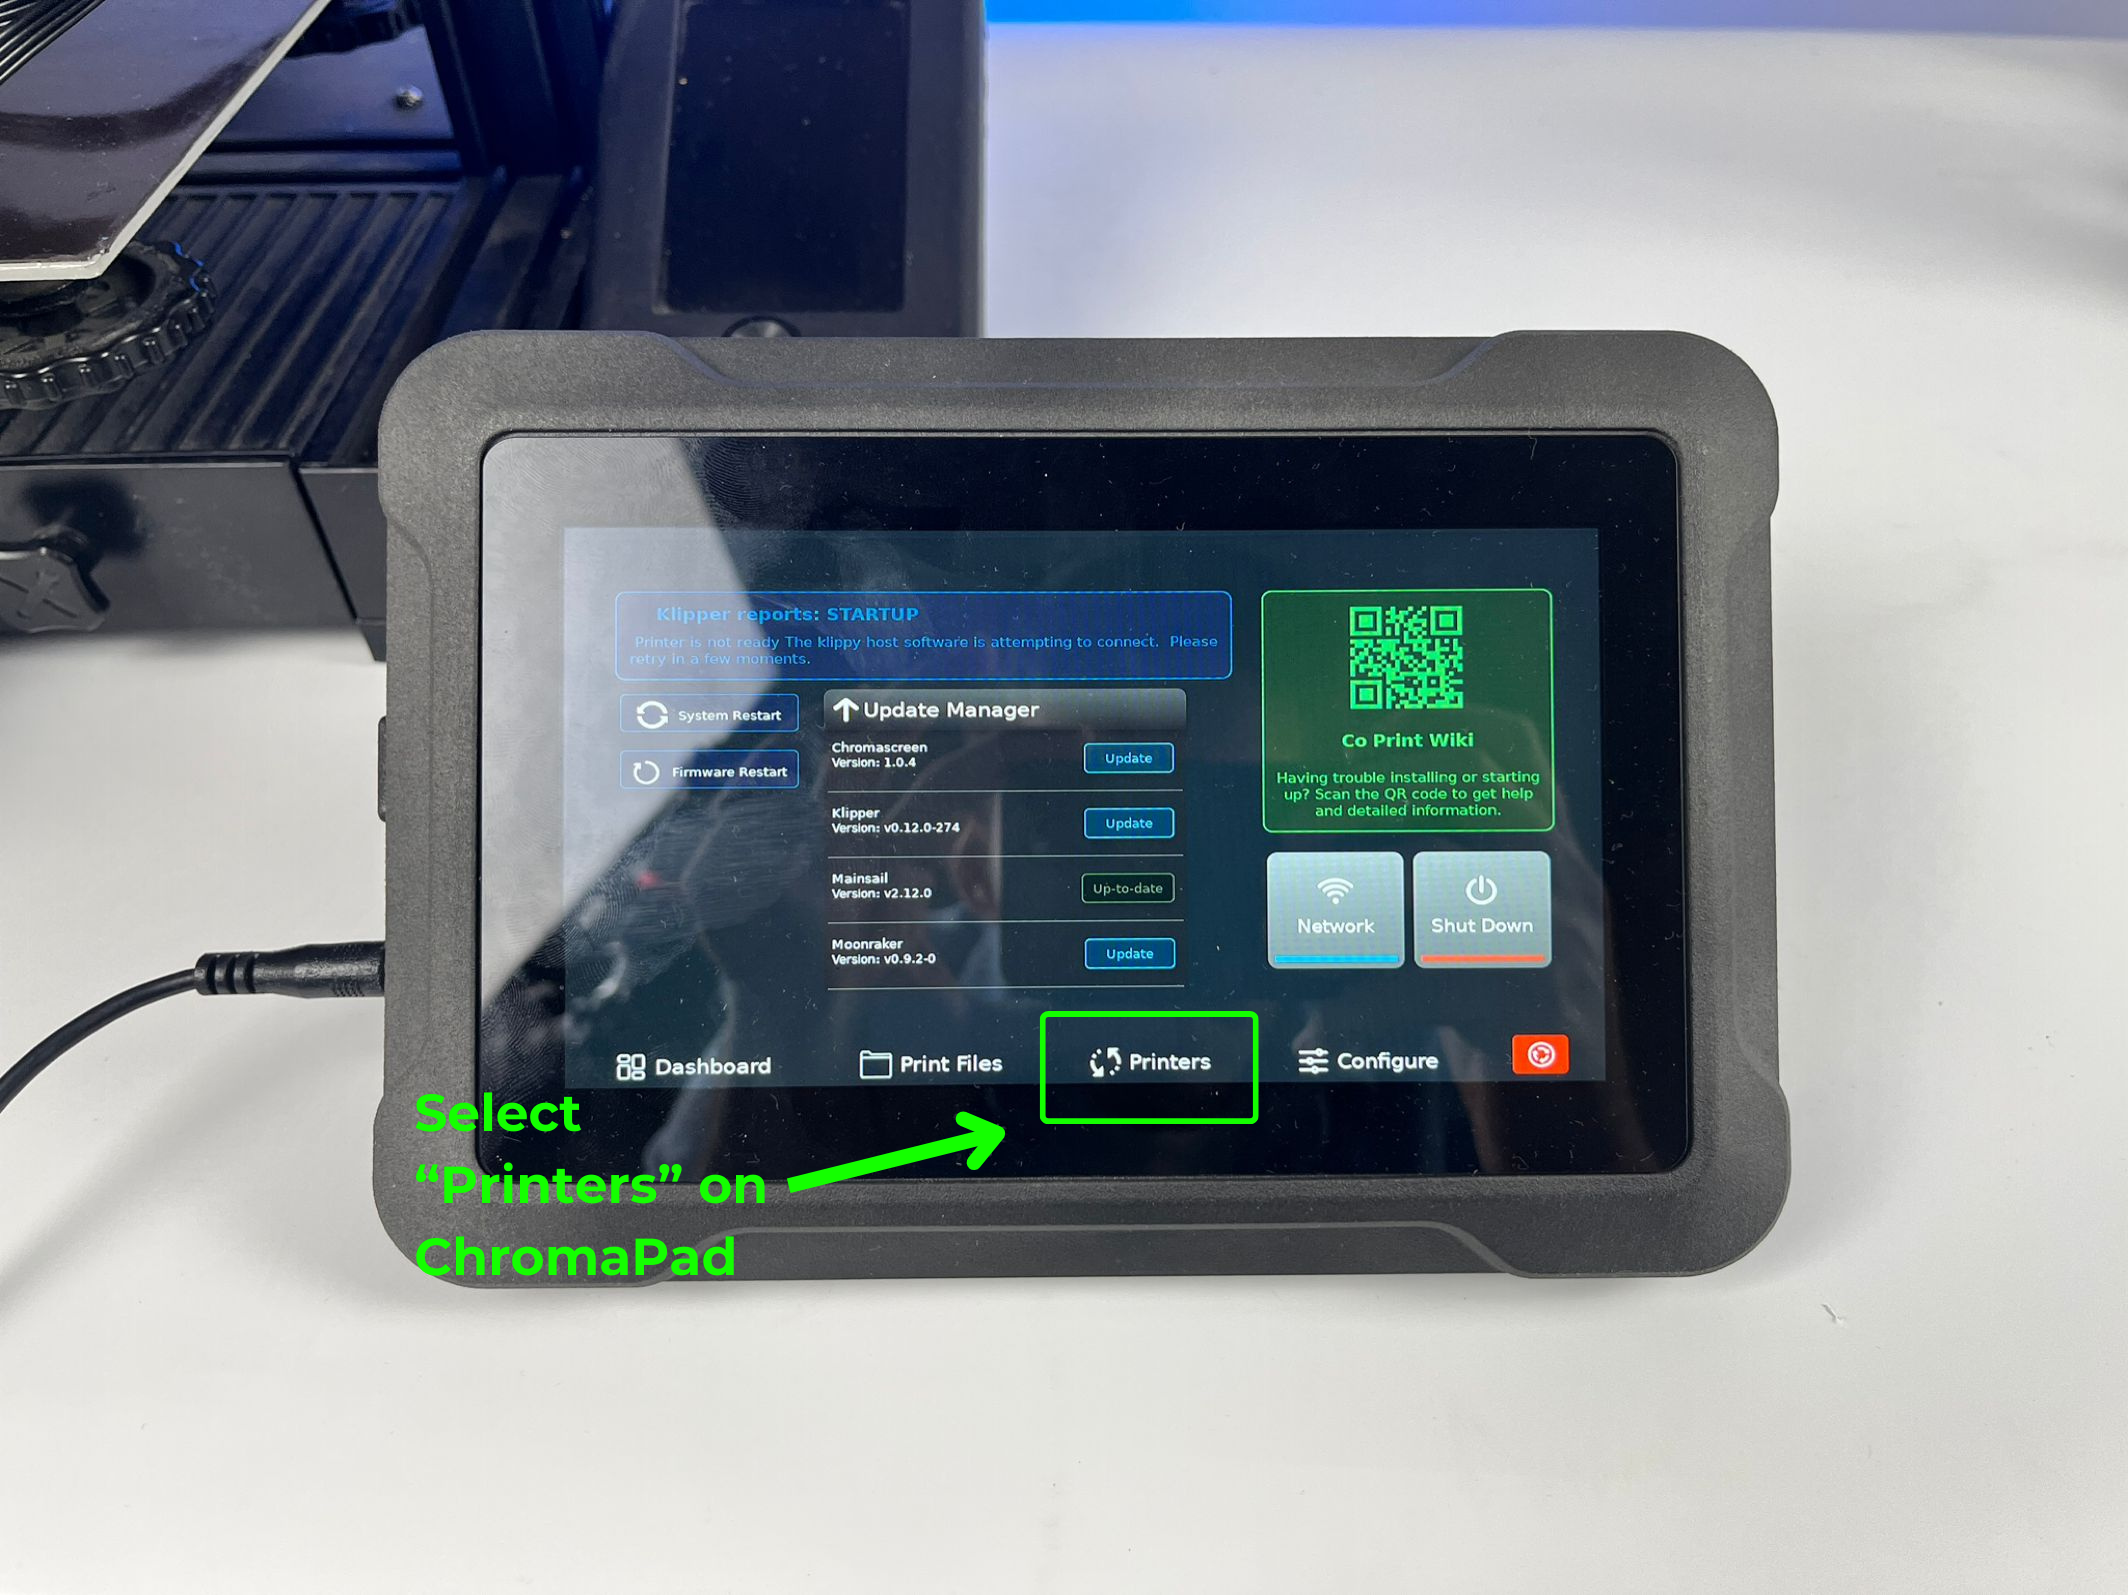 Klipper reports: STARTUP
Printer is not ready The klippy host software is attempting to connect. Please
retry in a few moments.
System Restart
Firmware Restart
Update Manager
Chromascreen
Version: 1.0.4
Update
Klipper
Version: v0.12.0-274
Update
Mainsail
Version: v2.12.0
Up-to-date
Moonraker
Version: v0.9.2-0
Update
Co Print Wiki
Having trouble installing or starting
up? Scan the QR code to get help
and detailed information.
Network
Shut Down
Dashboard
Print Files
Printers
Configure
Select
“Printers” on
ChromaPad